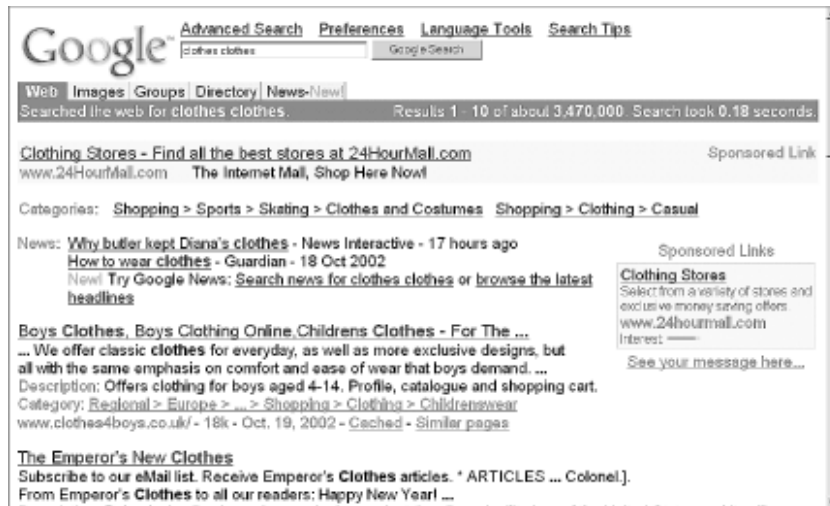 Google™
Advanced Search Preferences Language Tools Search Tips
clothes clothes Google Search
Web Images Groups Directory News-New!
Searched the web for clothes clothes. Results 1 - 10 of about 3,470,000. Search took 0.18 seconds.
Clothing Stores - Find all the best stores at 24HourMall.com Sponsored Link
www.24HourMall.com The Internet Mall, Shop Here Now!
Categories: Shopping > Sports > Skating > Clothes and Costumes Shopping > Clothing > Casual
News: Why butler kept Diana's clothes - News Interactive - 17 hours ago
How to wear clothes - Guardian - 18 Oct 2002
New! Try Google News: Search news for clothes clothes or browse the latest
headlines
Sponsored Links
Clothing Stores
Select from a variety of stores and
exclusive money saving offers.
www.24hourmall.com
Interest:
See your message here...
Boys Clothes, Boys Clothing Online,Childrens Clothes - For The ...
... We offer classic clothes for everyday, as well as more exclusive designs, but
all with the same emphasis on comfort and ease of wear that boys demand. ...
Description: Offers clothing for boys aged 4-14. Profile, catalogue and shopping cart.
Category: Regional > Europe > ... > Shopping > Clothing > Childrenswear
www.clothes4boys.co.uk/ - 18k - Oct. 19, 2002 - Cached - Similar pages
The Emperor's New Clothes
Subscribe to our eMail list. Receive Emperor's Clothes articles. * ARTICLES ... Colonel.].
From Emperor's Clothes to all our readers: Happy New Year! ...